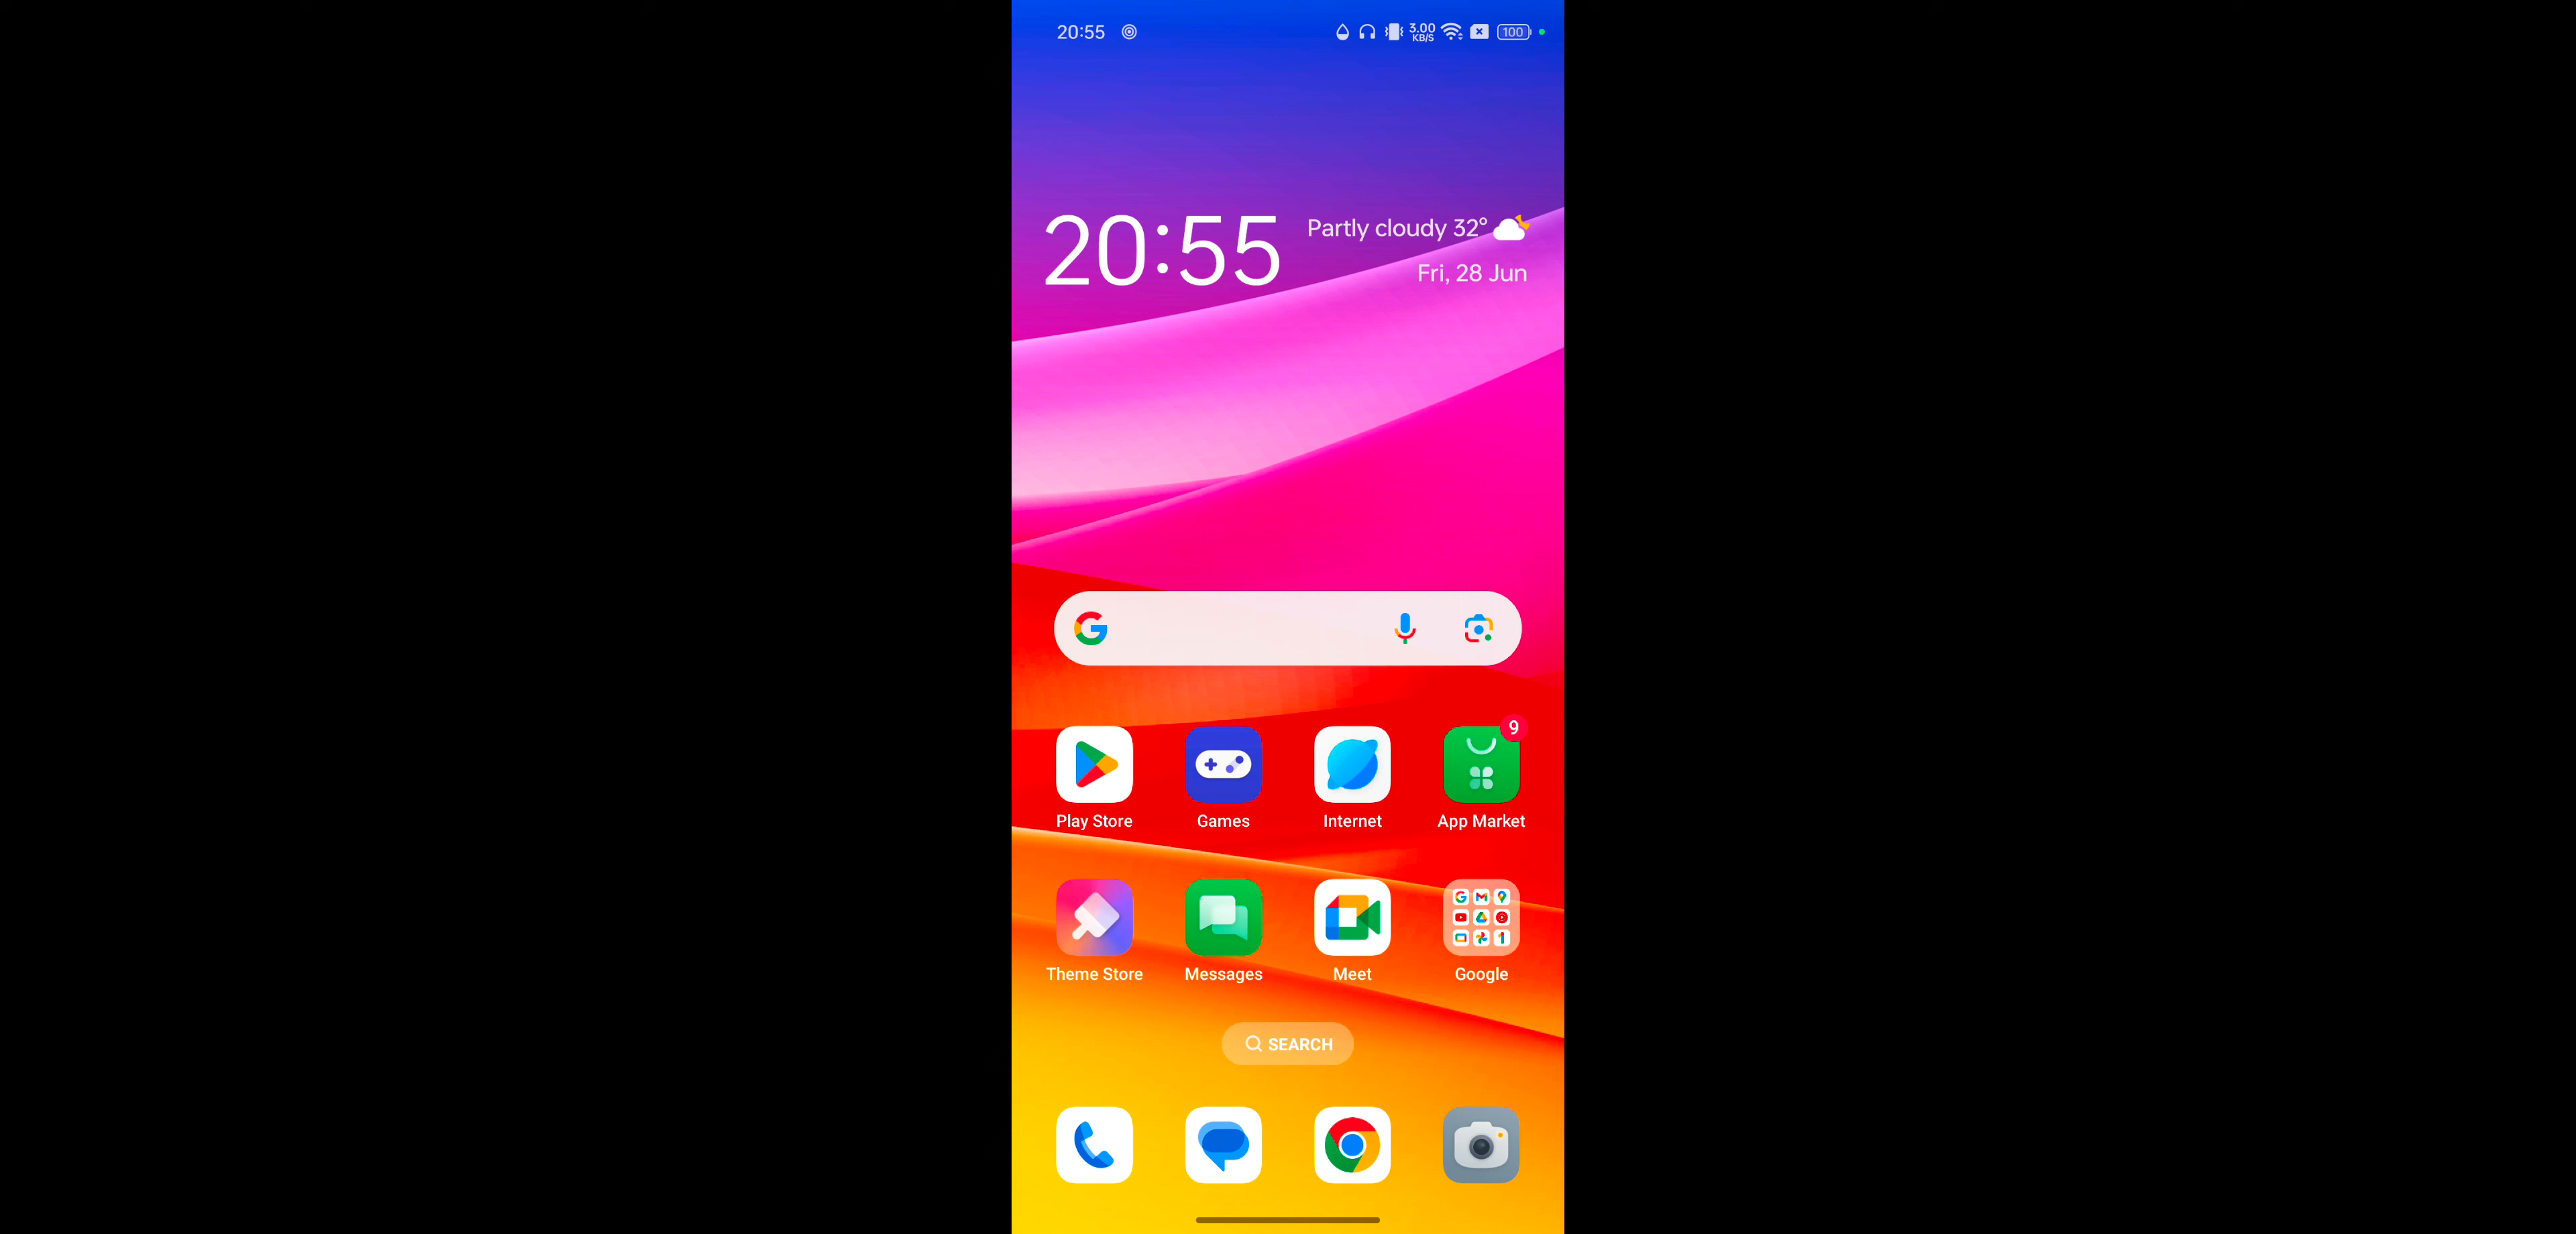 20:55
3.00
KB/S
100
20:55
Partly cloudy 32°
Fri, 28 Jun
9
Play Store
Games
Internet
App Market
Theme Store
Messages
Meet
Google
SEARCH